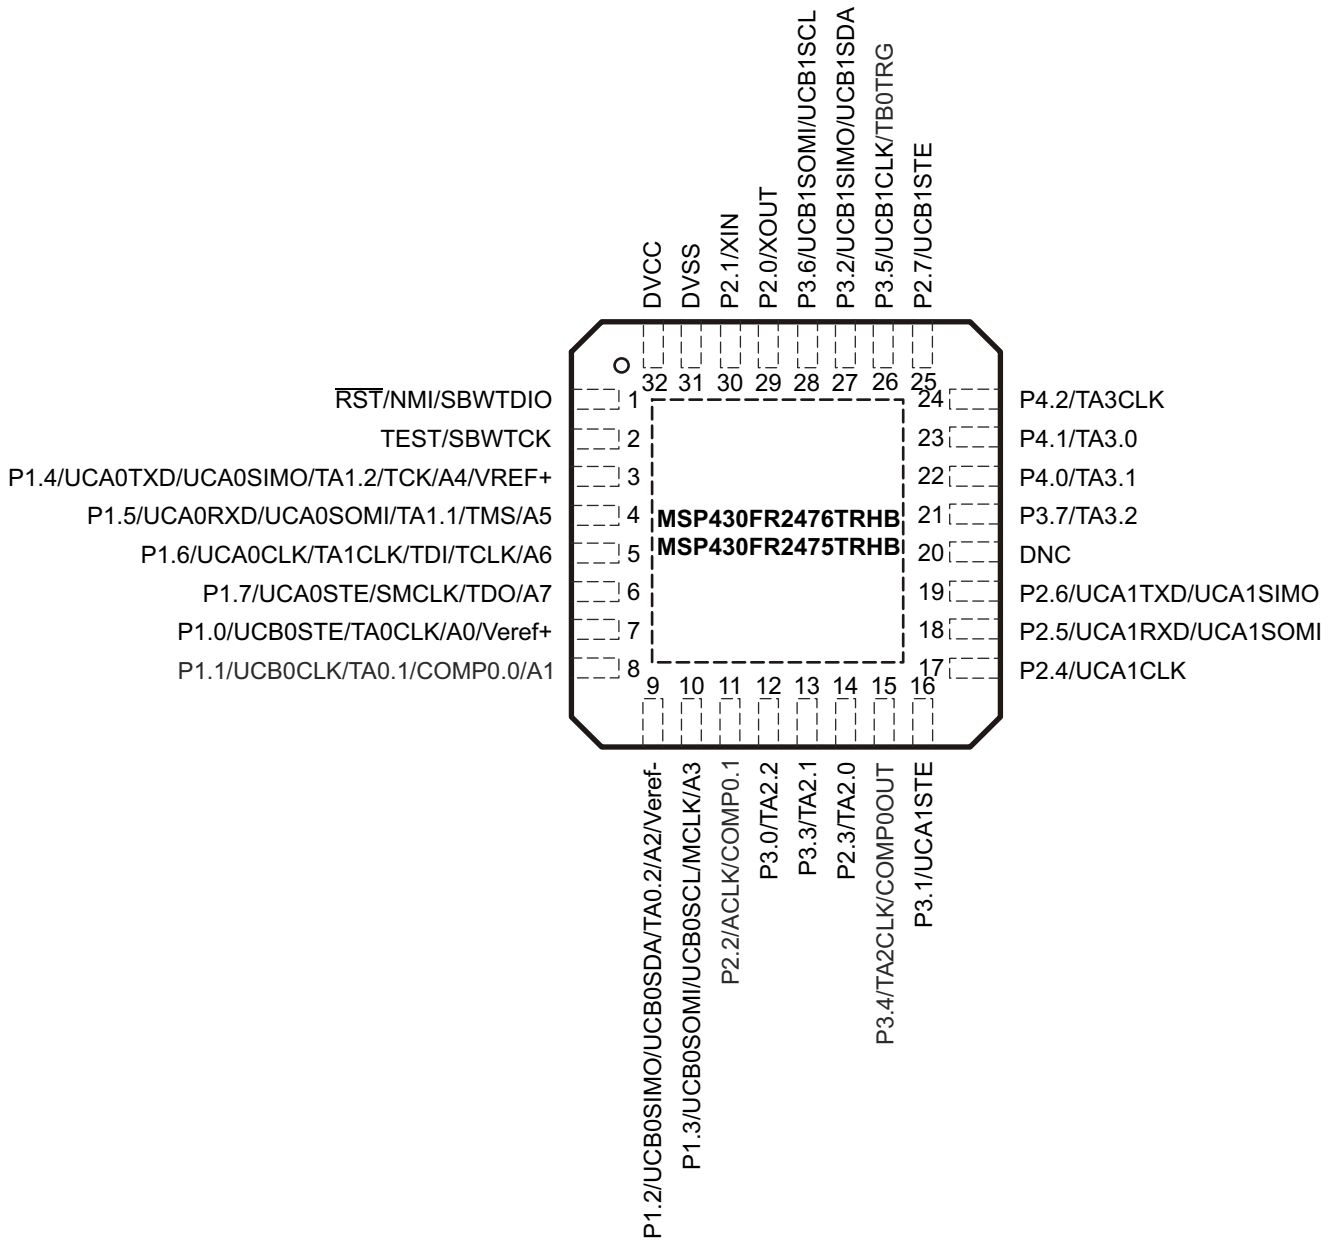 DVCC
DVSS
P2.1/XIN
P2.0/XOUT
P3.6/UCB1SOMI/UCB1SCL
P3.2/UCB1SIMO/UCB1SDA
P3.5/UCB1CLK/TB0TRG
P2.7/UCB1STE
32 31 30 29 28 27 26 25
RST/NMI/SBWTDIO 1
TEST/SBWTCK 2
P1.4/UCA0TXD/UCA0SIMO/TA1.2/TCK/A4/VREF+ 3
P1.5/UCA0RXD/UCA0SOMI/TA1.1/TMS/A5 4
P1.6/UCA0CLK/TA1CLK/TDI/TCLK/A6 5
P1.7/UCA0STE/SMCLK/TDO/A7 6
P1.0/UCB0STE/TA0CLK/A0/Veref+ 7
P1.1/UCB0CLK/TA0.1/COMP0.0/A1 8
MSP430FR2476TRHB
MSP430FR2475TRHB
24 P4.2/TA3CLK
23 P4.1/TA3.0
22 P4.0/TA3.1
21 P3.7/TA3.2
20 DNC
19 P2.6/UCA1TXD/UCA1SIMO
18 P2.5/UCA1RXD/UCA1SOMI
17 P2.4/UCA1CLK
9 10 11 12 13 14 15 16
P1.2/UCB0SIMO/UCB0SDA/TA0.2/A2/Veref-
P1.3/UCB0SOMI/UCB0SCL/MCLK/A3
P2.2/ACLK/COMP0.1
P3.0/TA2.2
P3.3/TA2.1
P2.3/TA2.0
P3.4/TA2CLK/COMP0OUT
P3.1/UCA1STE